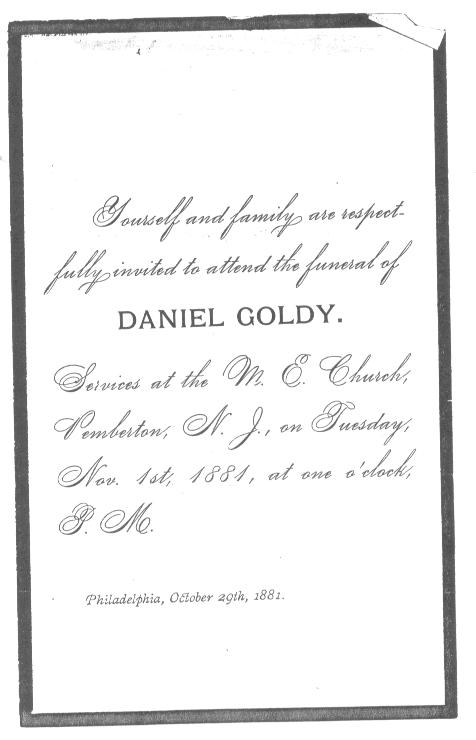 Yourself and family are respect-
fully invited to attend the funeral of
DANIEL GOLDY.
Services at the M. E. Church,
Pemberton, N. J., on Tuesday,
Nov. 1st, 1881, at one o'clock,
P. M.
Philadelphia, October 29th, 1881.